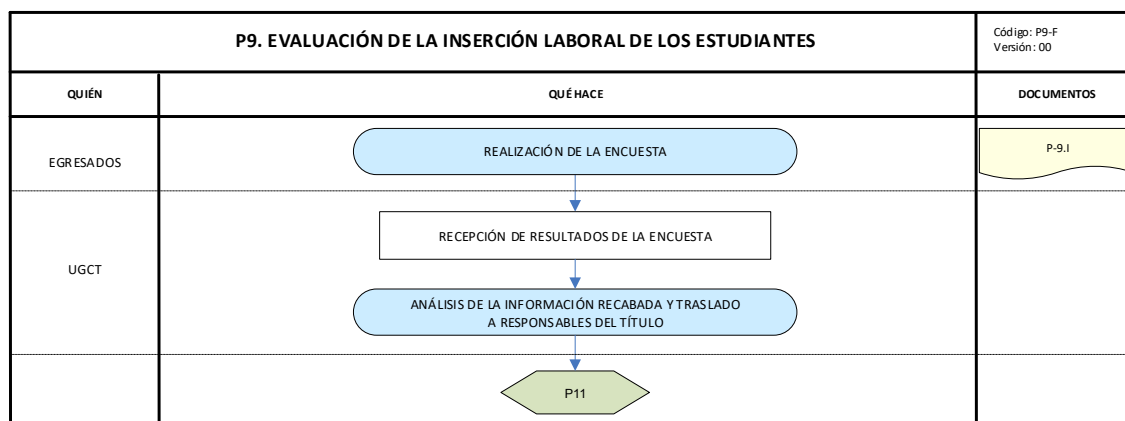 P9. EVALUACIÓN DE LA INSERCIÓN LABORAL DE LOS ESTUDIANTES
Código: P9-F
Versión: 00
QUIÉN
QUÉ HACE
DOCUMENTOS
EGRESADOS
REALIZACIÓN DE LA ENCUESTA
P-9.I
UGCT
RECEPCIÓN DE RESULTADOS DE LA ENCUESTA
ANÁLISIS DE LA INFORMACIÓN RECABADA Y TRASLADO
A RESPONSABLES DEL TÍTULO
P11